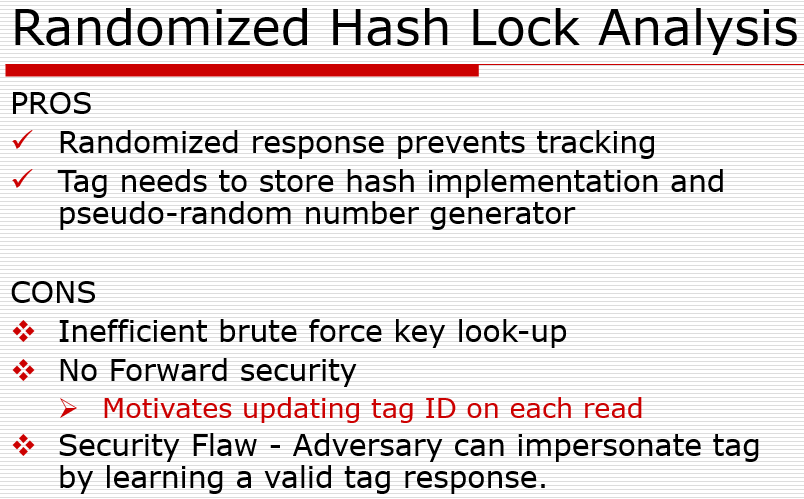 Randomized Hash Lock Analysis
PROS
Randomized response prevents tracking
Tag needs to store hash implementation and
pseudo-random number generator
CONS
Inefficient brute force key look-up
No Forward security
Motivates updating tag ID on each read
Security Flaw - Adversary can impersonate tag
by learning a valid tag response.